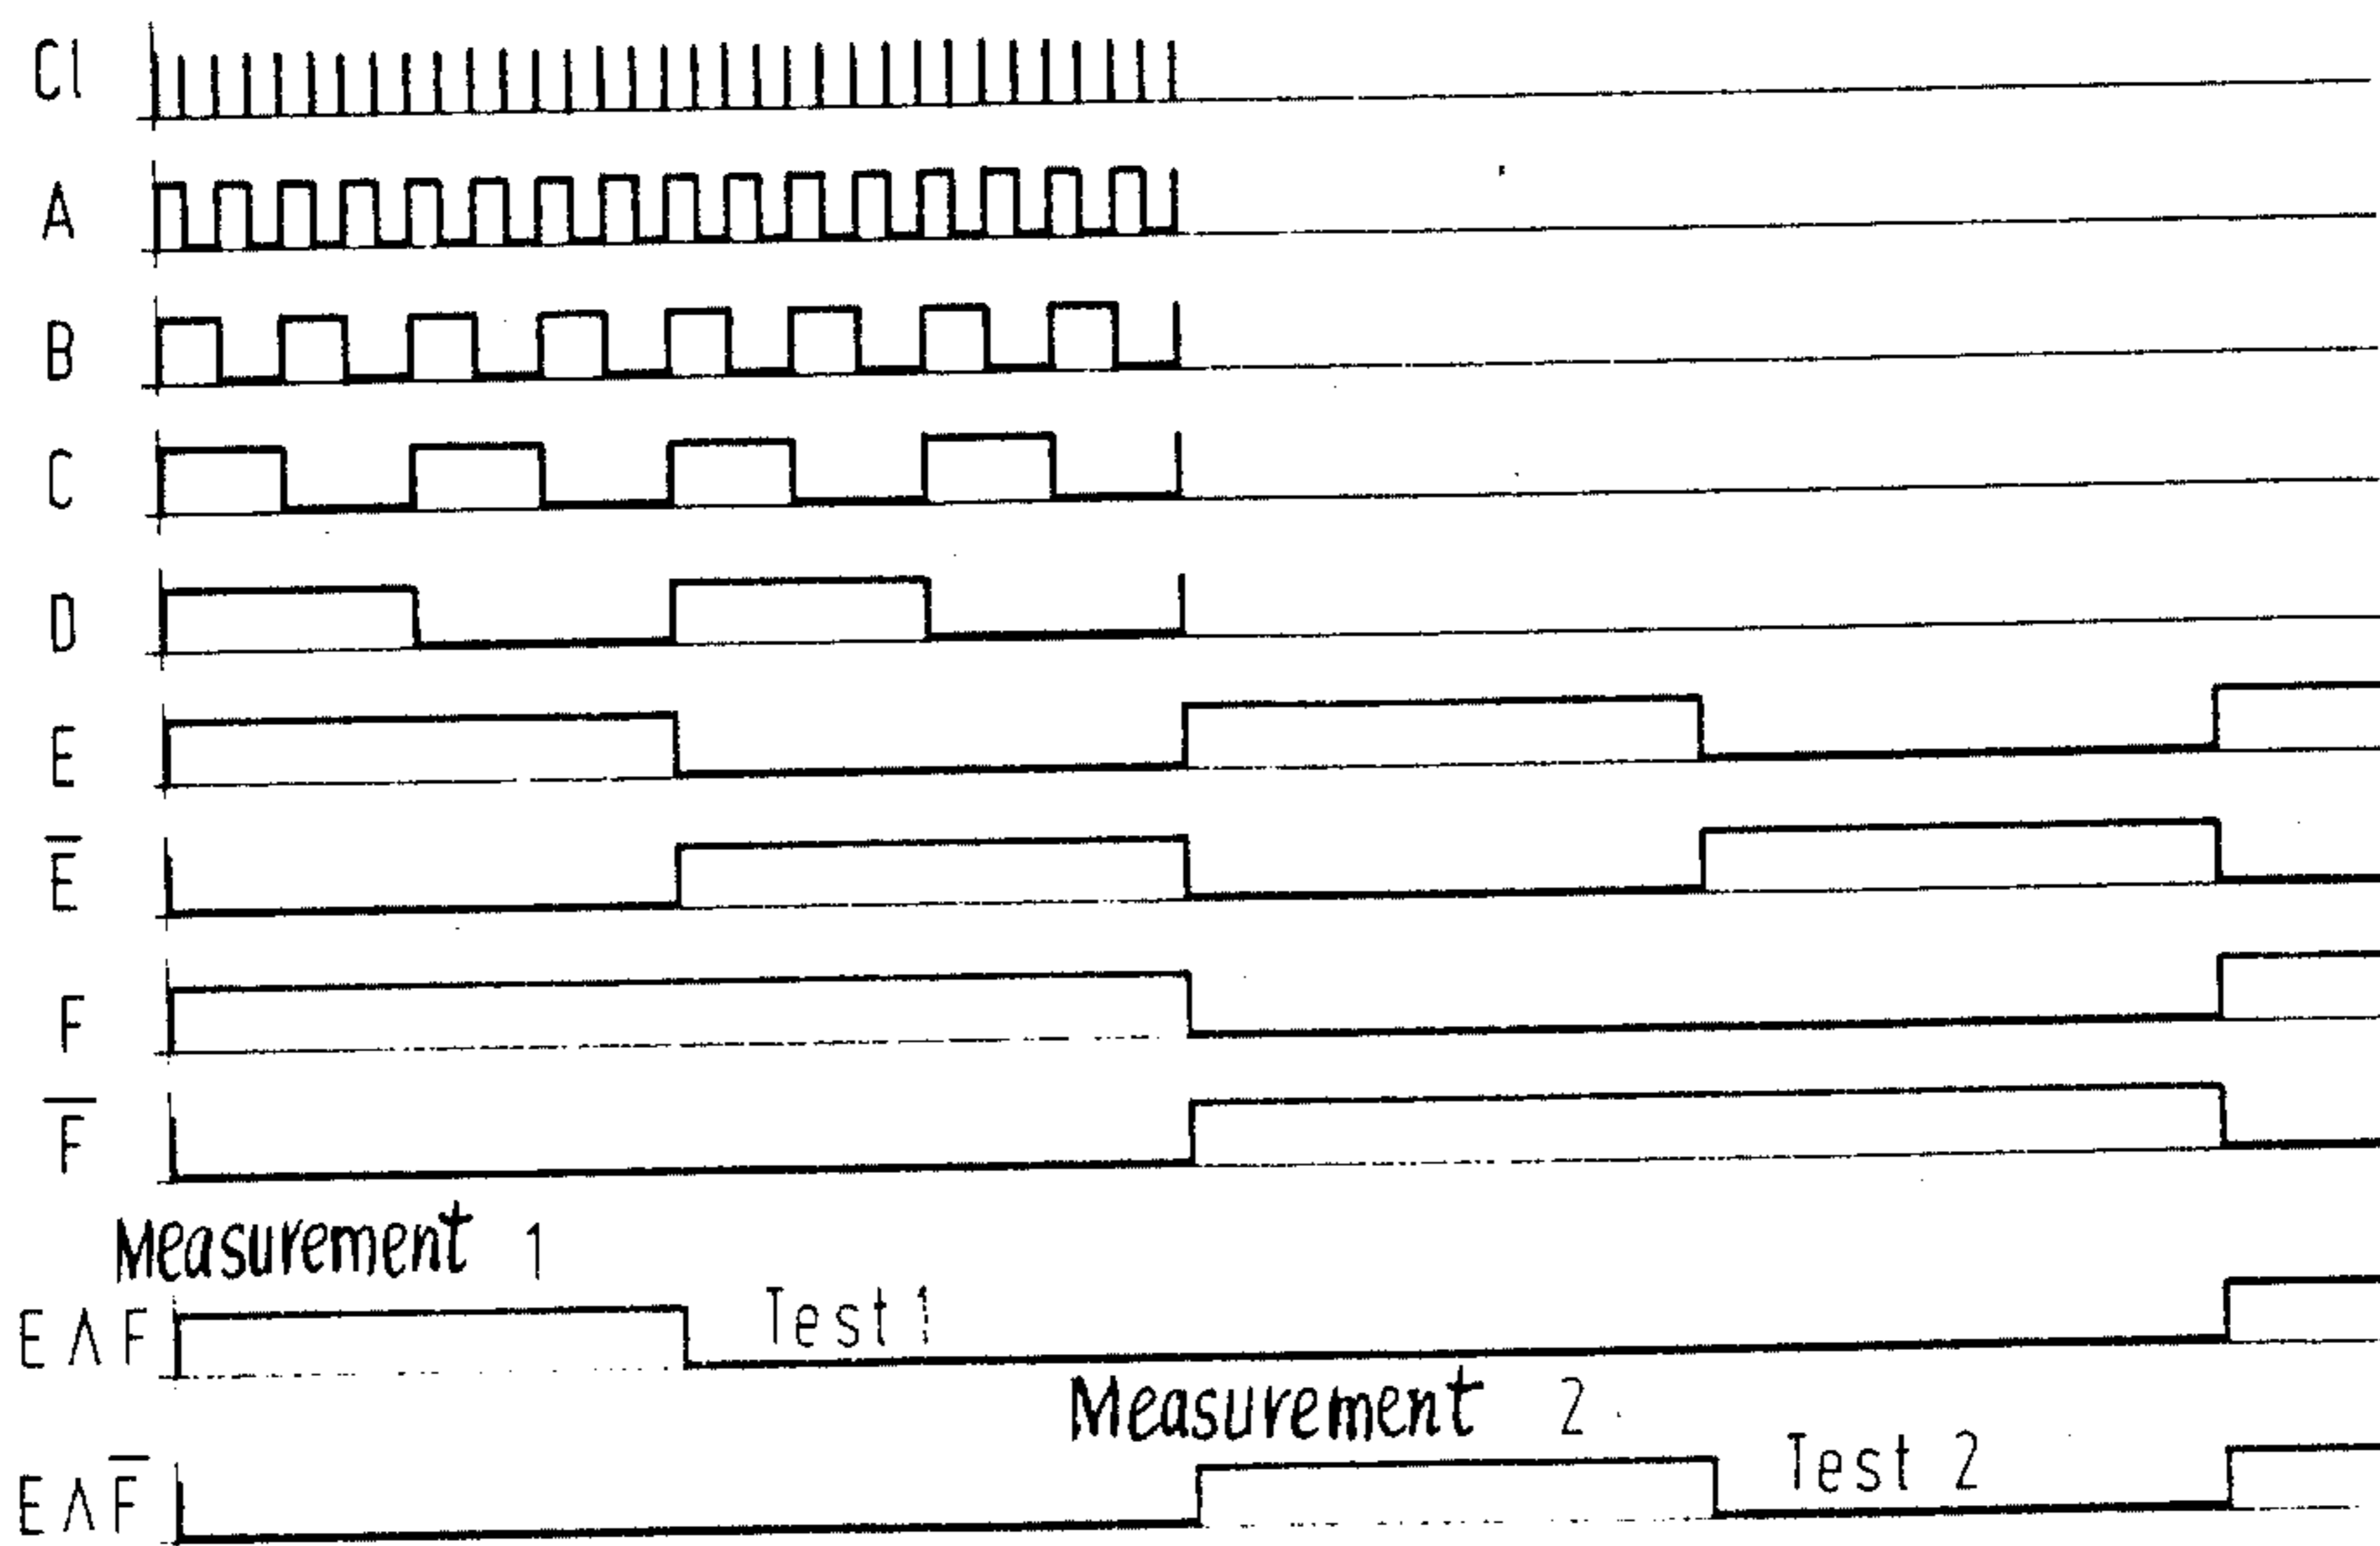 Cl
A
B
C
D
E
E̅
F
F̅
Measurement 1
E∧F
Test 1
Measurement 2
E∧F̅
Test 2